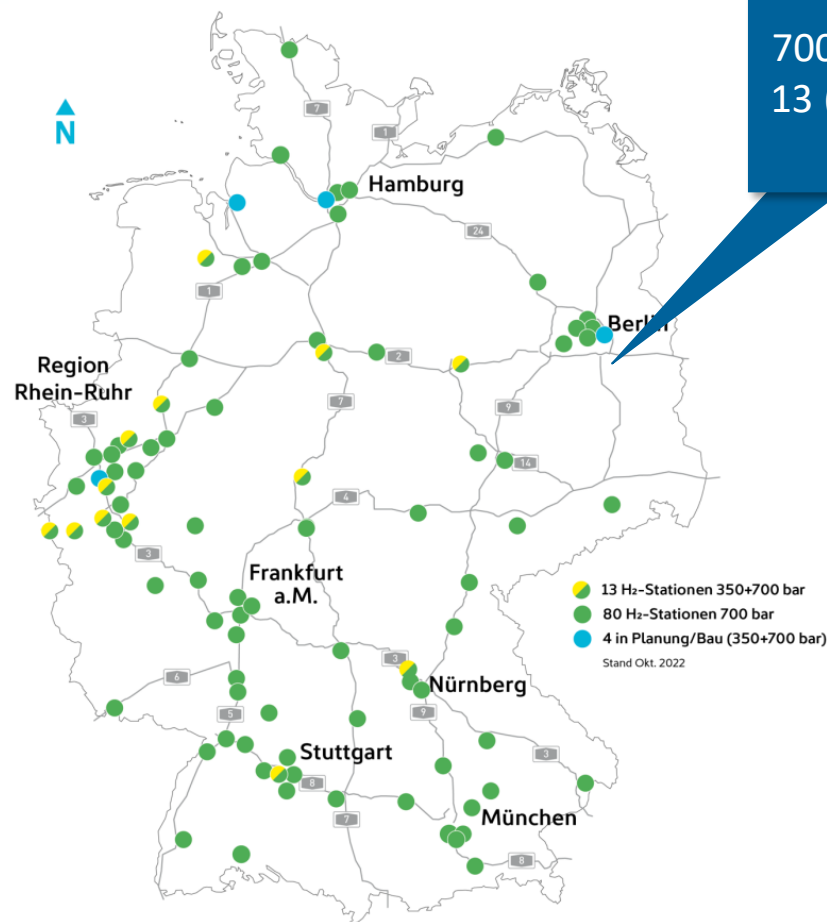 700
13
N
7
1
Hamburg
24
1
Berlin
2
Region
Rhein-Ruhr
3
7
9
14
4
3
Frankfurt
a.M.
13 H₂-Stationen 350+700 bar
80 H₂-Stationen 700 bar
4 in Planung/Bau (350+700 bar)
Stand Okt. 2022
3
6
Nürnberg
5
9
Stuttgart
3
8
München
7
8